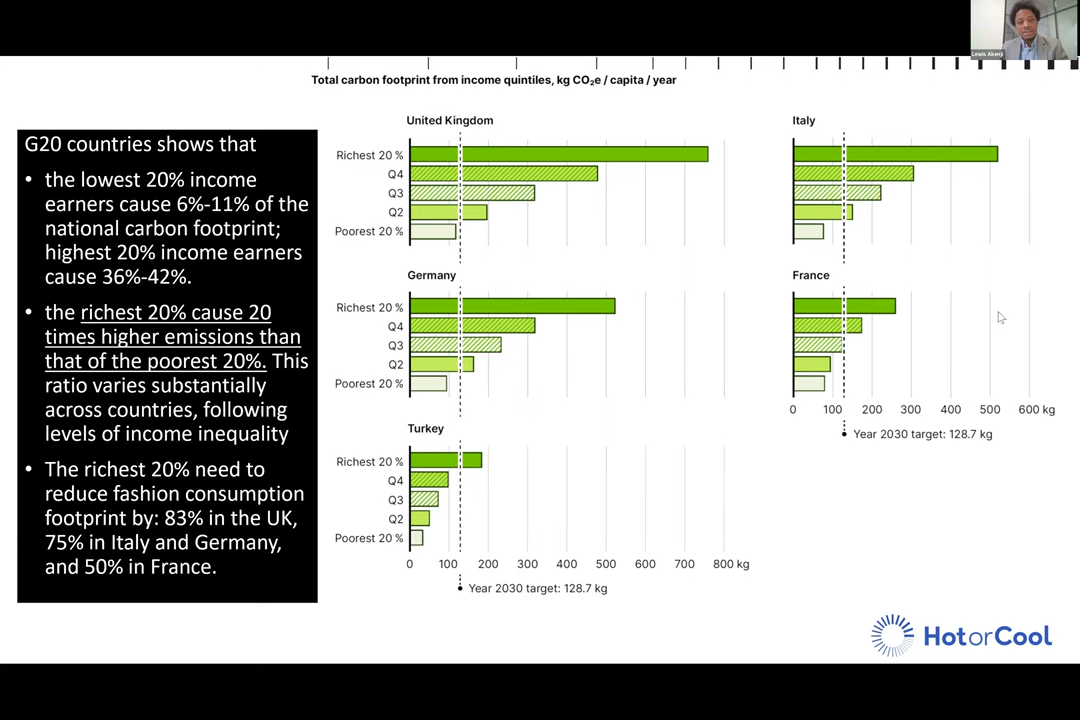 Lewis Akenji
Total carbon footprint from income quintiles, kg CO₂e / capita / year
G20 countries shows that
• the lowest 20% income
earners cause 6%-11% of the
national carbon footprint;
highest 20% income earners
cause 36%-42%.
• the richest 20% cause 20
times higher emissions than
that of the poorest 20%. This
ratio varies substantially
across countries, following
levels of income inequality
• The richest 20% need to
reduce fashion consumption
footprint by: 83% in the UK,
75% in Italy and Germany,
and 50% in France.
United Kingdom
Richest 20 %
Q4
Q3
Q2
Poorest 20 %
Italy
Germany
Richest 20 %
Q4
Q3
Q2
Poorest 20 %
France
0 100 200 300 400 500 600 kg
Year 2030 target: 128.7 kg
Turkey
Richest 20 %
Q4
Q3
Q2
Poorest 20 %
0 100 200 300 400 500 600 700 800 kg
Year 2030 target: 128.7 kg
HotorCool